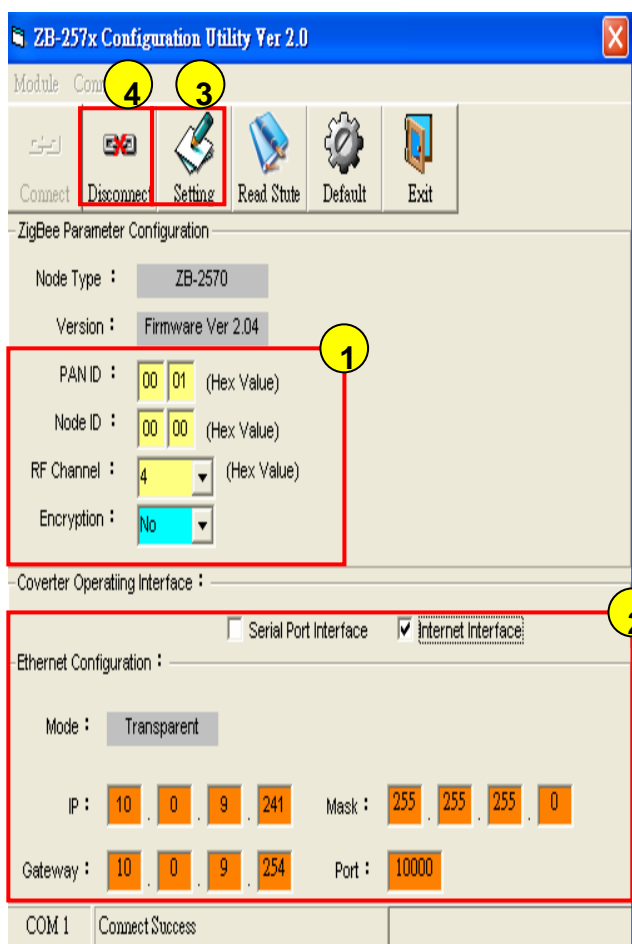 ZB-257x Configuration Utility Ver 2.0
Module
4 3
Connect Disconnect Setting Read Stute Default Exit
ZigBee Parameter Configuration
Node Type : ZB-2570
Version : Firmware Ver 2.04
1
PAN ID : 00 01 (Hex Value)
Node ID : 00 00 (Hex Value)
RF Channel : 4 (Hex Value)
Encryption : No
Coverter Operatiing Interface :
2
Serial Port Interface Internet Interface
Ethernet Configuration :
Mode : Transparent
IP : 10 . 0 . 9 . 241 Mask : 255 . 255 . 255 . 0
Gateway : 10 . 0 . 9 . 254 Port : 10000
COM 1 Connect Success